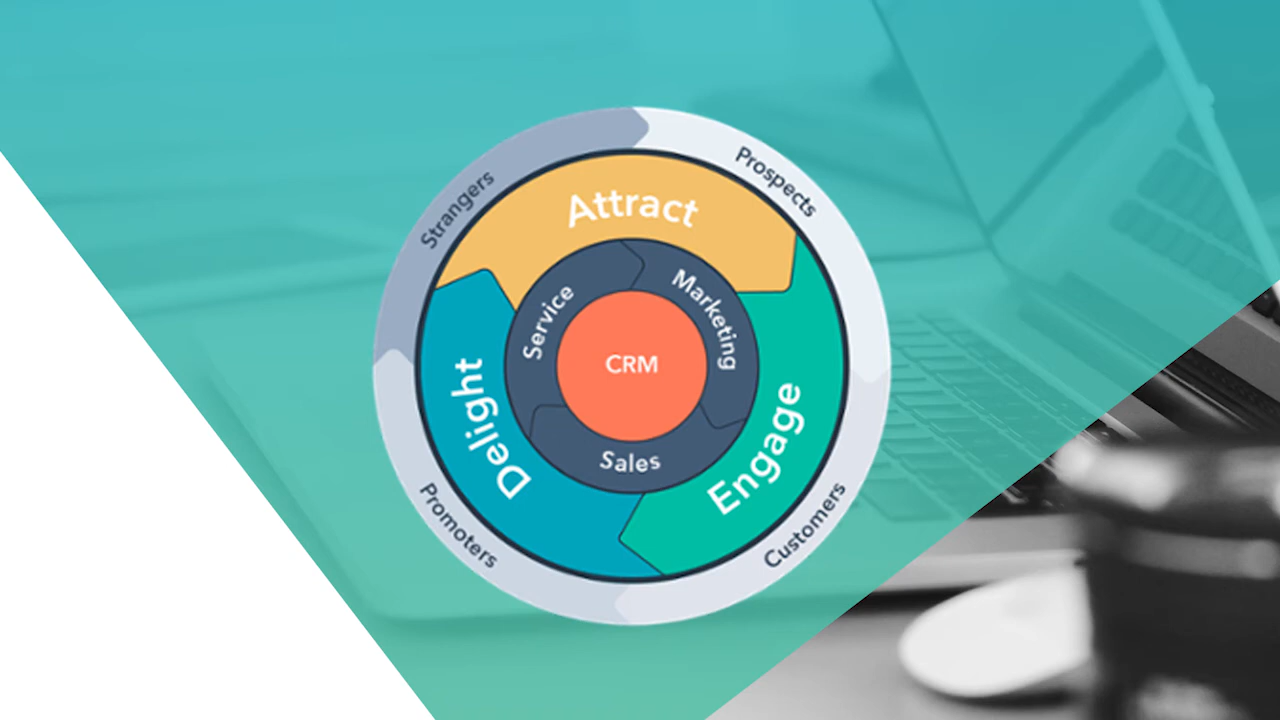 Strangers
Prospects
Attract
Service
Marketing
CRM
Delight
Engage
Sales
Promoters
Customers